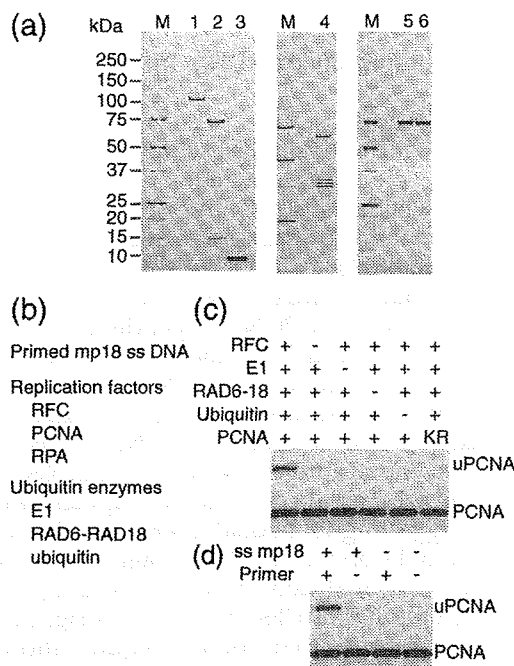 (a)
kDa M 1 2 3 M 4 M 5 6
250
150
100
75
50
37
25
20
15
10
(b)
Primed mp18 ss DNA
Replication factors
RFC
PCNA
RPA
Ubiquitin enzymes
E1
RAD6-RAD18
ubiquitin
(c)
RFC + - + + + +
E1 + + - + + +
RAD6-18 + + + - + +
Ubiquitin + + + + - +
PCNA + + + + + KR
uPCNA
PCNA
(d)
ss mp18 + + - -
Primer + - + -
uPCNA
PCNA